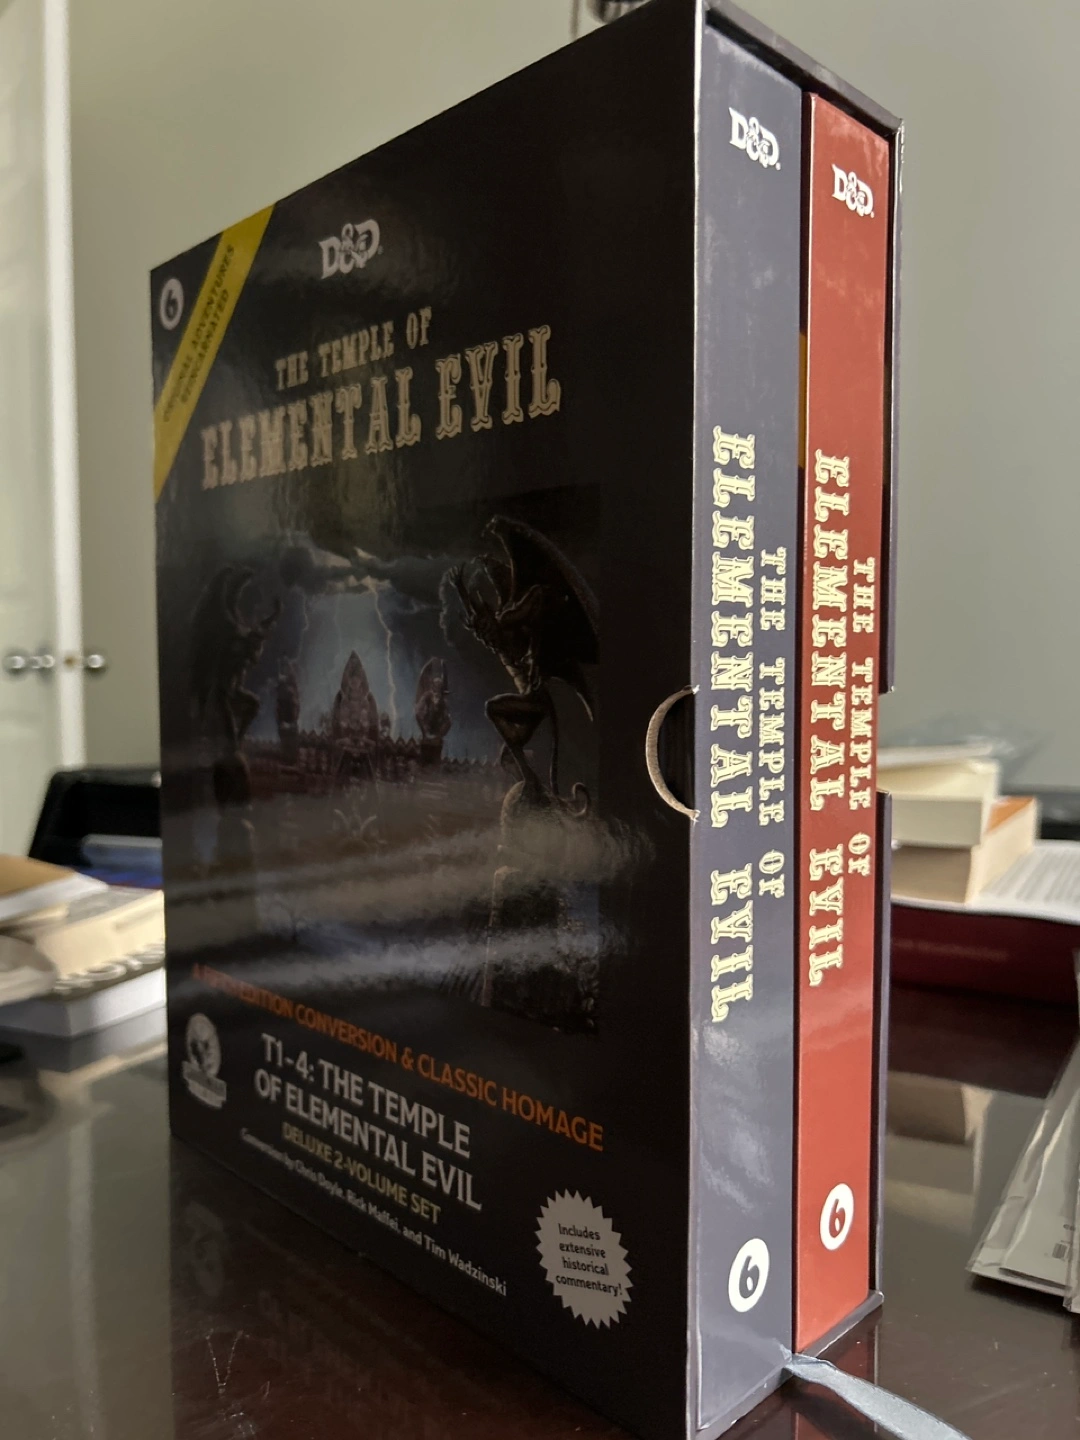 6
ORIGINAL ADVENTURES
REINCARNATED
D&D
THE TEMPLE OF
ELEMENTAL EVIL
A FIFTH EDITION CONVERSION & CLASSIC HOMAGE
T1-4: THE TEMPLE
OF ELEMENTAL EVIL
DELUXE 2-VOLUME SET
Conversion by Chris Doyle, Rick Maffei, and Tim Wadzinski
Includes
extensive
historical
commentary!
D&D
THE TEMPLE OF
ELEMENTAL EVIL
6
D&D
THE TEMPLE OF
ELEMENTAL EVIL
6